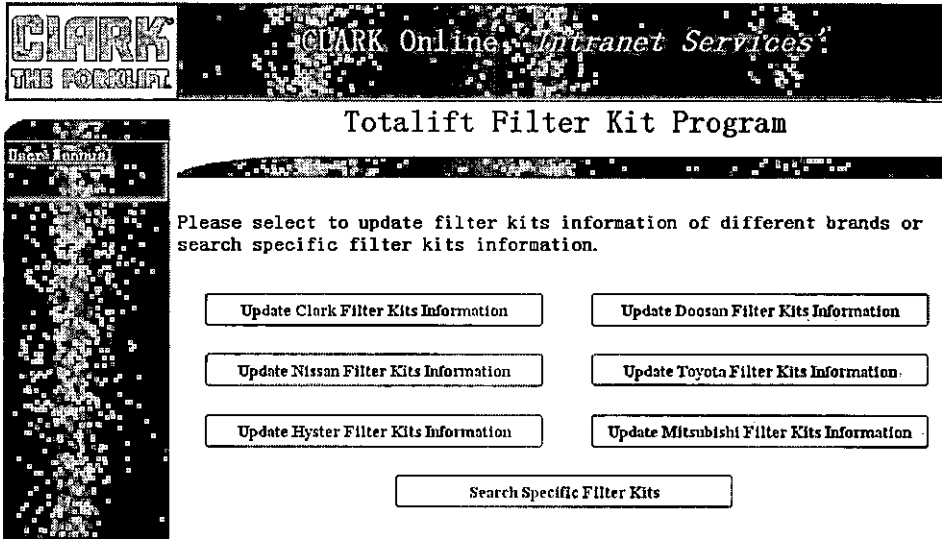 CLARK
THE FORKLIFT
CLARK Online Intranet Services
Totalift Filter Kit Program
User Manual
Please select to update filter kits information of different brands or
search specific filter kits information.
Update Clark Filter Kits Information
Update Doosan Filter Kits Information
Update Nissan Filter Kits Information
Update Toyota Filter Kits Information
Update Hyster Filter Kits Information
Update Mitsubishi Filter Kits Information
Search Specific Filter Kits